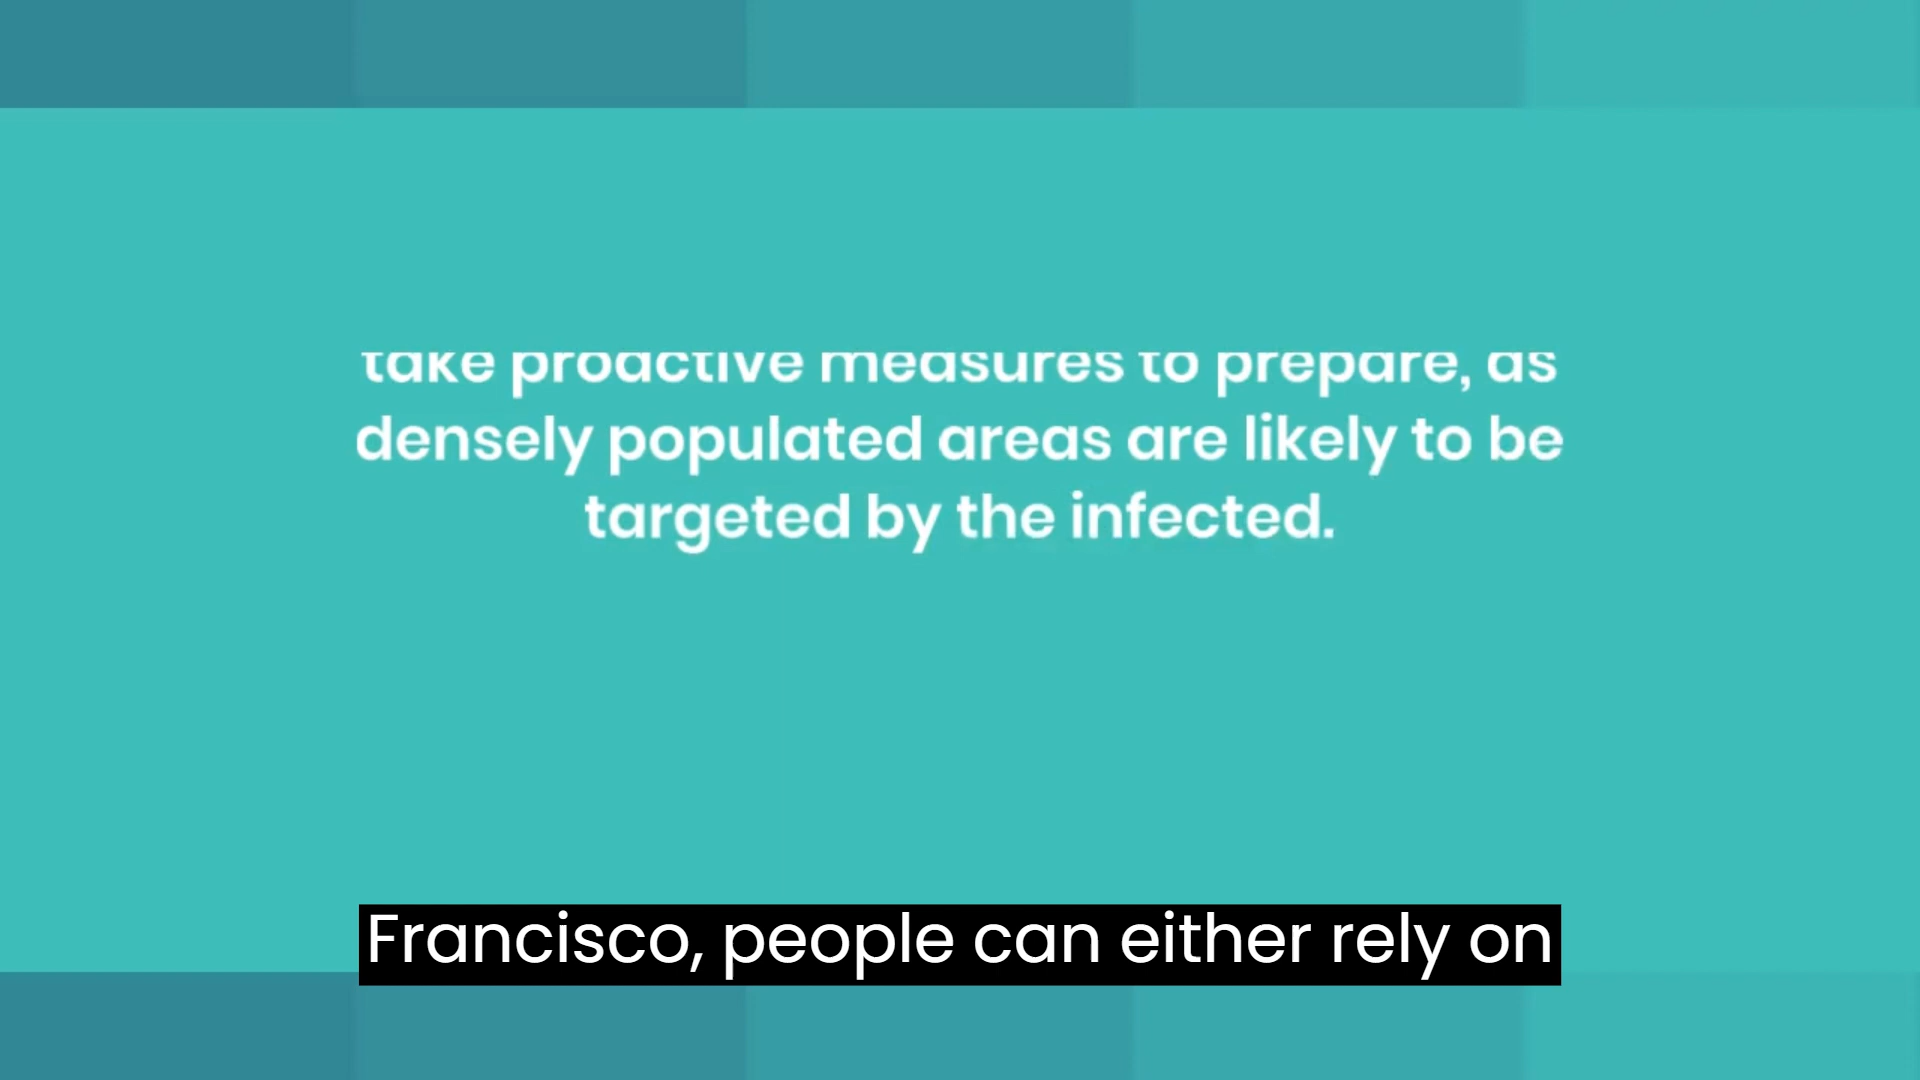 take proactive measures to prepare, as
densely populated areas are likely to be
targeted by the infected.
Francisco, people can either rely on